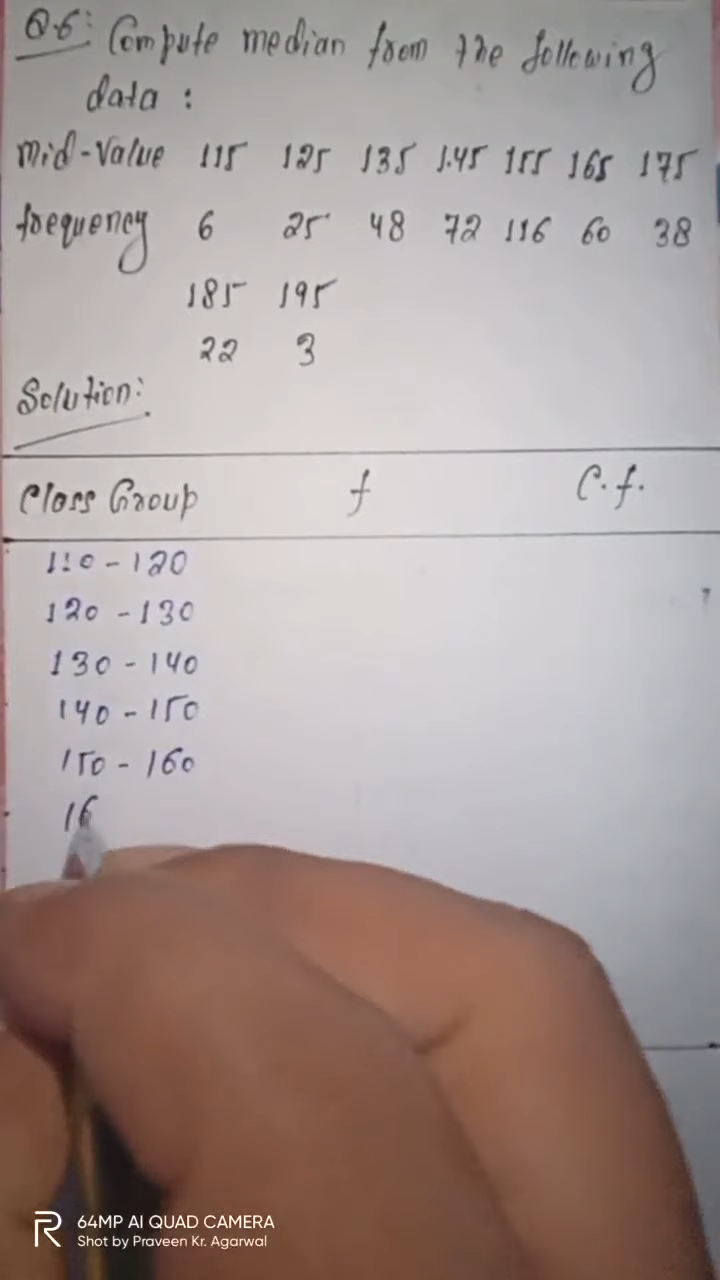 Q.6: Compute median from the following
data :
Mid-Value 115 125 135 145 155 165 175
frequency 6 25 48 72 116 60 38
185 195
22 3
Solution:
Class Group f C.f.
110 - 120
120 - 130
130 - 140
140 - 150
150 - 160
16
64MP AI QUAD CAMERA
Shot by Praveen Kr. Agarwal